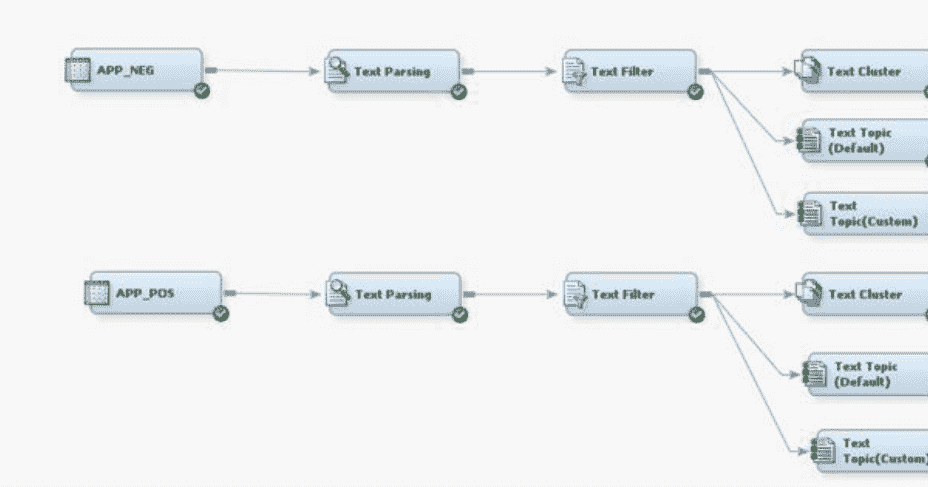 APP_NEG
Text Parsing
Text Filter
Text Cluster
Text Topic
(Default)
Text
Topic(Custom)
APP_POS
Text Parsing
Text Filter
Text Cluster
Text Topic
(Default)
Text
Topic(Custom)